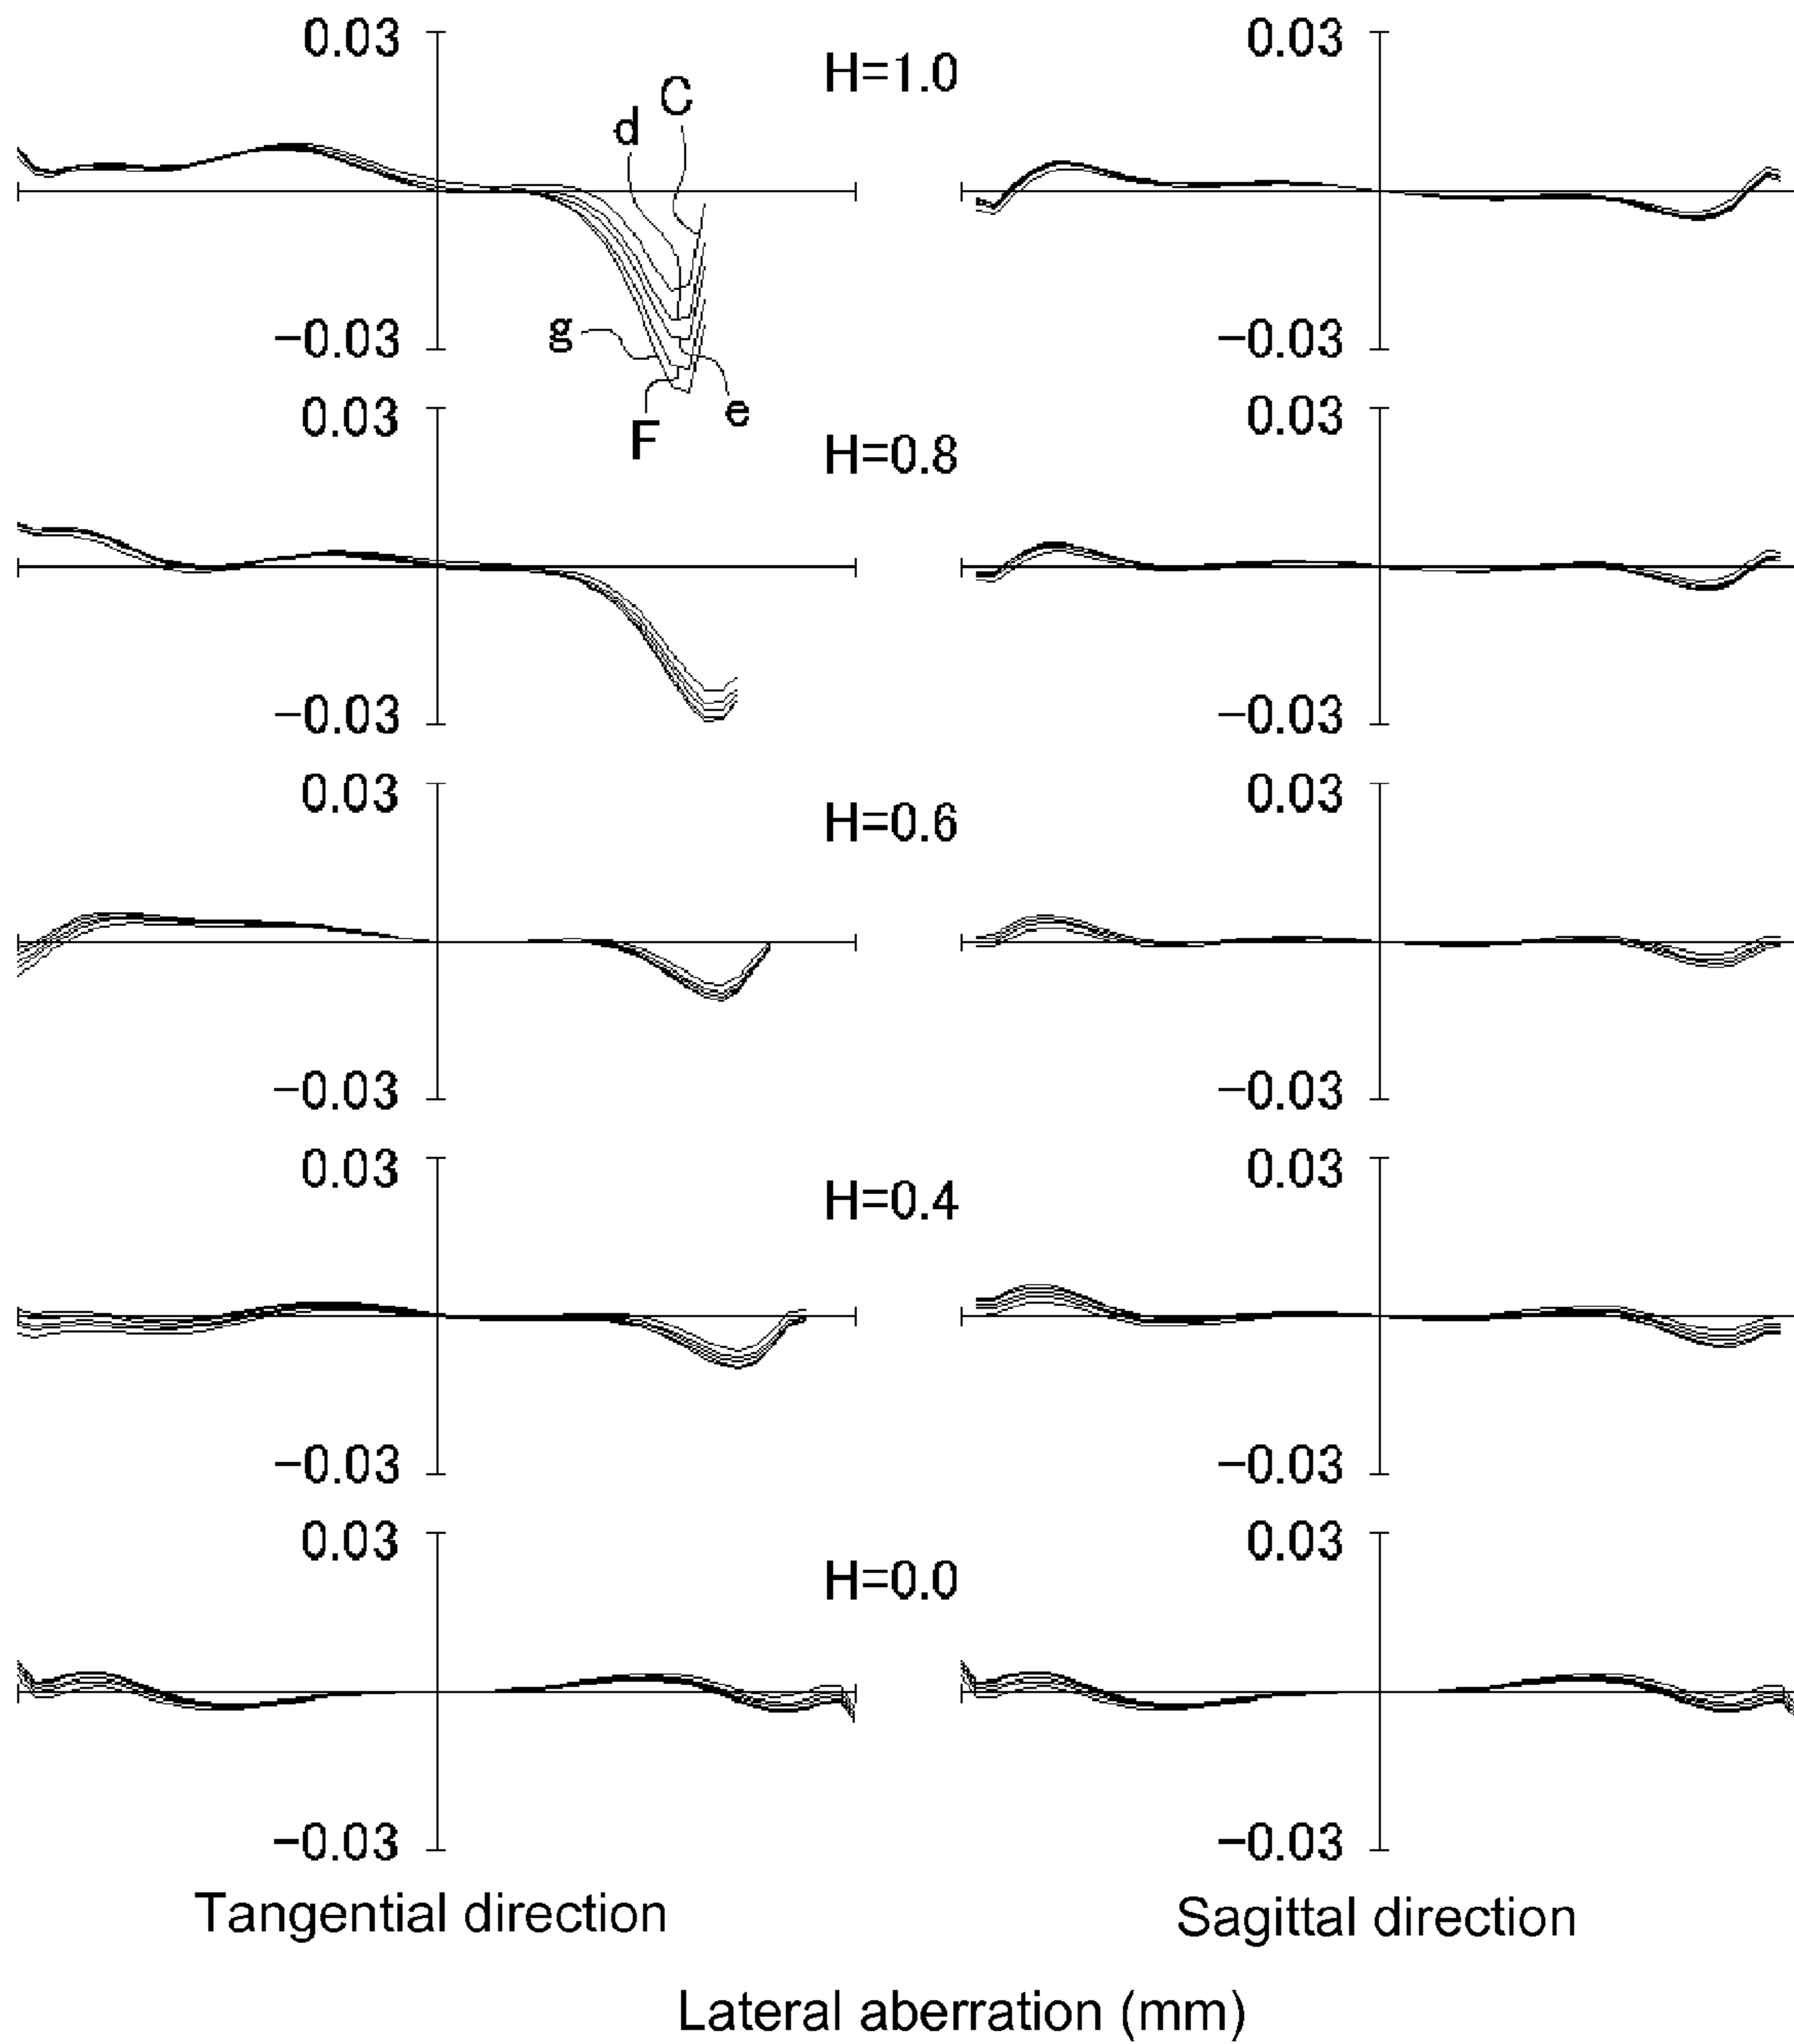 0.03 0.03
H=1.0
C
d
g
e
F
−0.03 −0.03
0.03 0.03
H=0.8
−0.03 −0.03
0.03 0.03
H=0.6
−0.03 −0.03
0.03 0.03
H=0.4
−0.03 −0.03
0.03 0.03
H=0.0
−0.03 −0.03
Tangential direction Sagittal direction
Lateral aberration (mm)